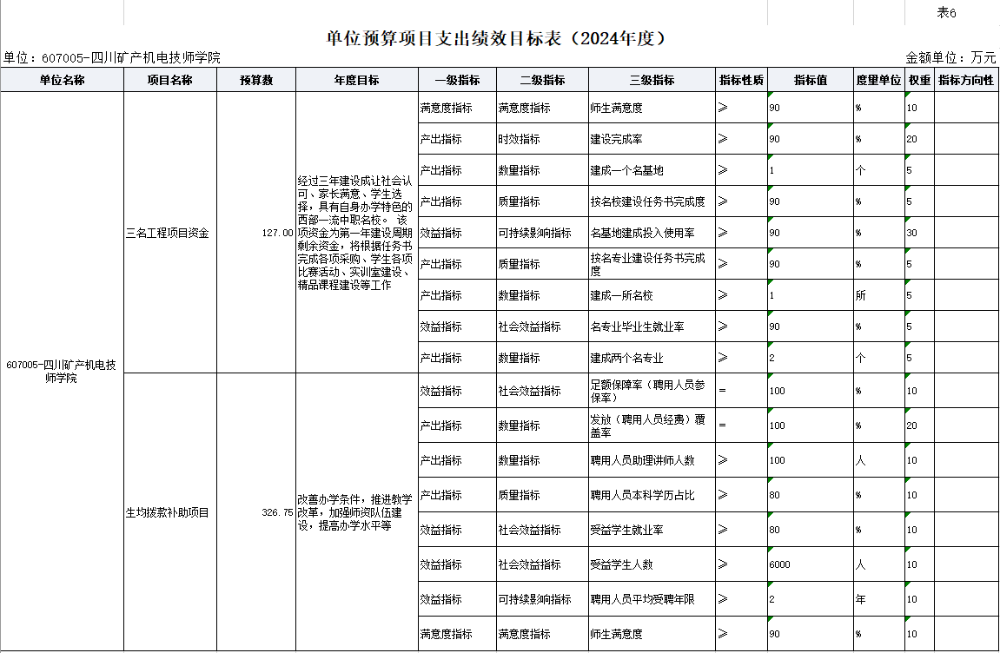 表6
单位预算项目支出绩效目标表（2024年度）
单位：607005-四川矿产机电技师学院 金额单位：万元
单位名称 项目名称 预算数 年度目标 一级指标 二级指标 三级指标 指标性质 指标值 度量单位 权重 指标方向性
607005-四川矿产机电技
师学院
三名工程项目资金 127.00
经过三年建设成让社会认
可、家长满意、学生选
择，具有自身办学特色的
西部一流中职名校。 该
项资金为第一年建设周期
剩余资金，将根据任务书
完成各项采购、学生各项
比赛活动、实训室建设、
精品课程建设等工作
满意度指标 满意度指标 师生满意度 ≥ 90 % 10
产出指标 时效指标 建设完成率 ≥ 90 % 20
产出指标 数量指标 建成一个名基地 ≥ 1 个 5
产出指标 质量指标 按名校建设任务书完成度 ≥ 90 % 5
效益指标 可持续影响指标 名基地建成投入使用率 ≥ 90 % 30
产出指标 质量指标 按名专业建设任务书完成
度 ≥ 90 % 5
产出指标 数量指标 建成一所名校 ≥ 1 所 5
效益指标 社会效益指标 名专业毕业生就业率 ≥ 90 % 5
产出指标 数量指标 建成两个名专业 ≥ 2 个 5
生均拨款补助项目 326.75
改善办学条件，推进教学
改革，加强师资队伍建
设，提高办学水平等
效益指标 社会效益指标 足额保障率（聘用人员参
保率） ＝ 100 % 10
产出指标 数量指标 发放（聘用人员经费）覆
盖率 ＝ 100 % 20
产出指标 数量指标 聘用人员助理讲师人数 ≥ 100 人 10
产出指标 质量指标 聘用人员本科学历占比 ≥ 80 % 10
效益指标 社会效益指标 受益学生就业率 ≥ 80 % 10
效益指标 社会效益指标 受益学生人数 ≥ 6000 人 10
效益指标 可持续影响指标 聘用人员平均受聘年限 ≥ 2 年 10
满意度指标 满意度指标 师生满意度 ≥ 90 % 10